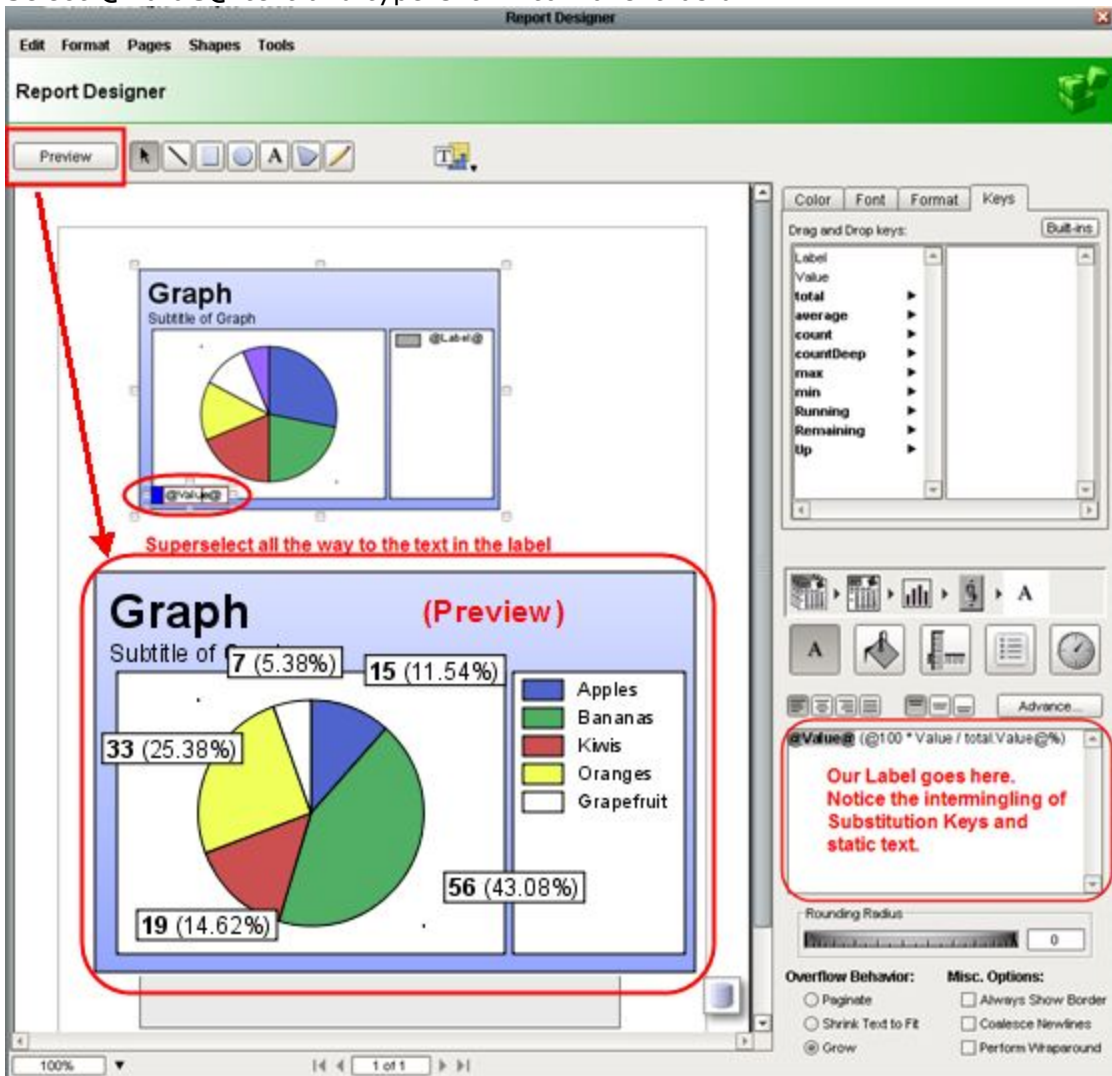 Report Designer
Edit Format Pages Shapes Tools
Report Designer
Preview
A
T
Color Font Format Keys
Drag and Drop keys: Built-ins
Label
Value
total
average
count
countDeep
max
min
Running
Remaining
Up
Graph
Subtitle of Graph
@Label@
@Value@
Superselect all the way to the text in the label
Graph (Preview)
Subtitle of
7 (5.38%)
15 (11.54%)
33 (25.38%)
56 (43.08%)
19 (14.62%)
Apples
Bananas
Kiwis
Oranges
Grapefruit
A
A
Advance...
@Value@ (@100 * Value / total.Value@%)
Our Label goes here.
Notice the intermingling of
Substitution Keys and
static text.
Rounding Radius
0
Overflow Behavior: Misc. Options:
Paginate Always Show Border
Shrink Text to Fit Coalesce Newlines
Grow Perform Wraparound
100% 1 of 1